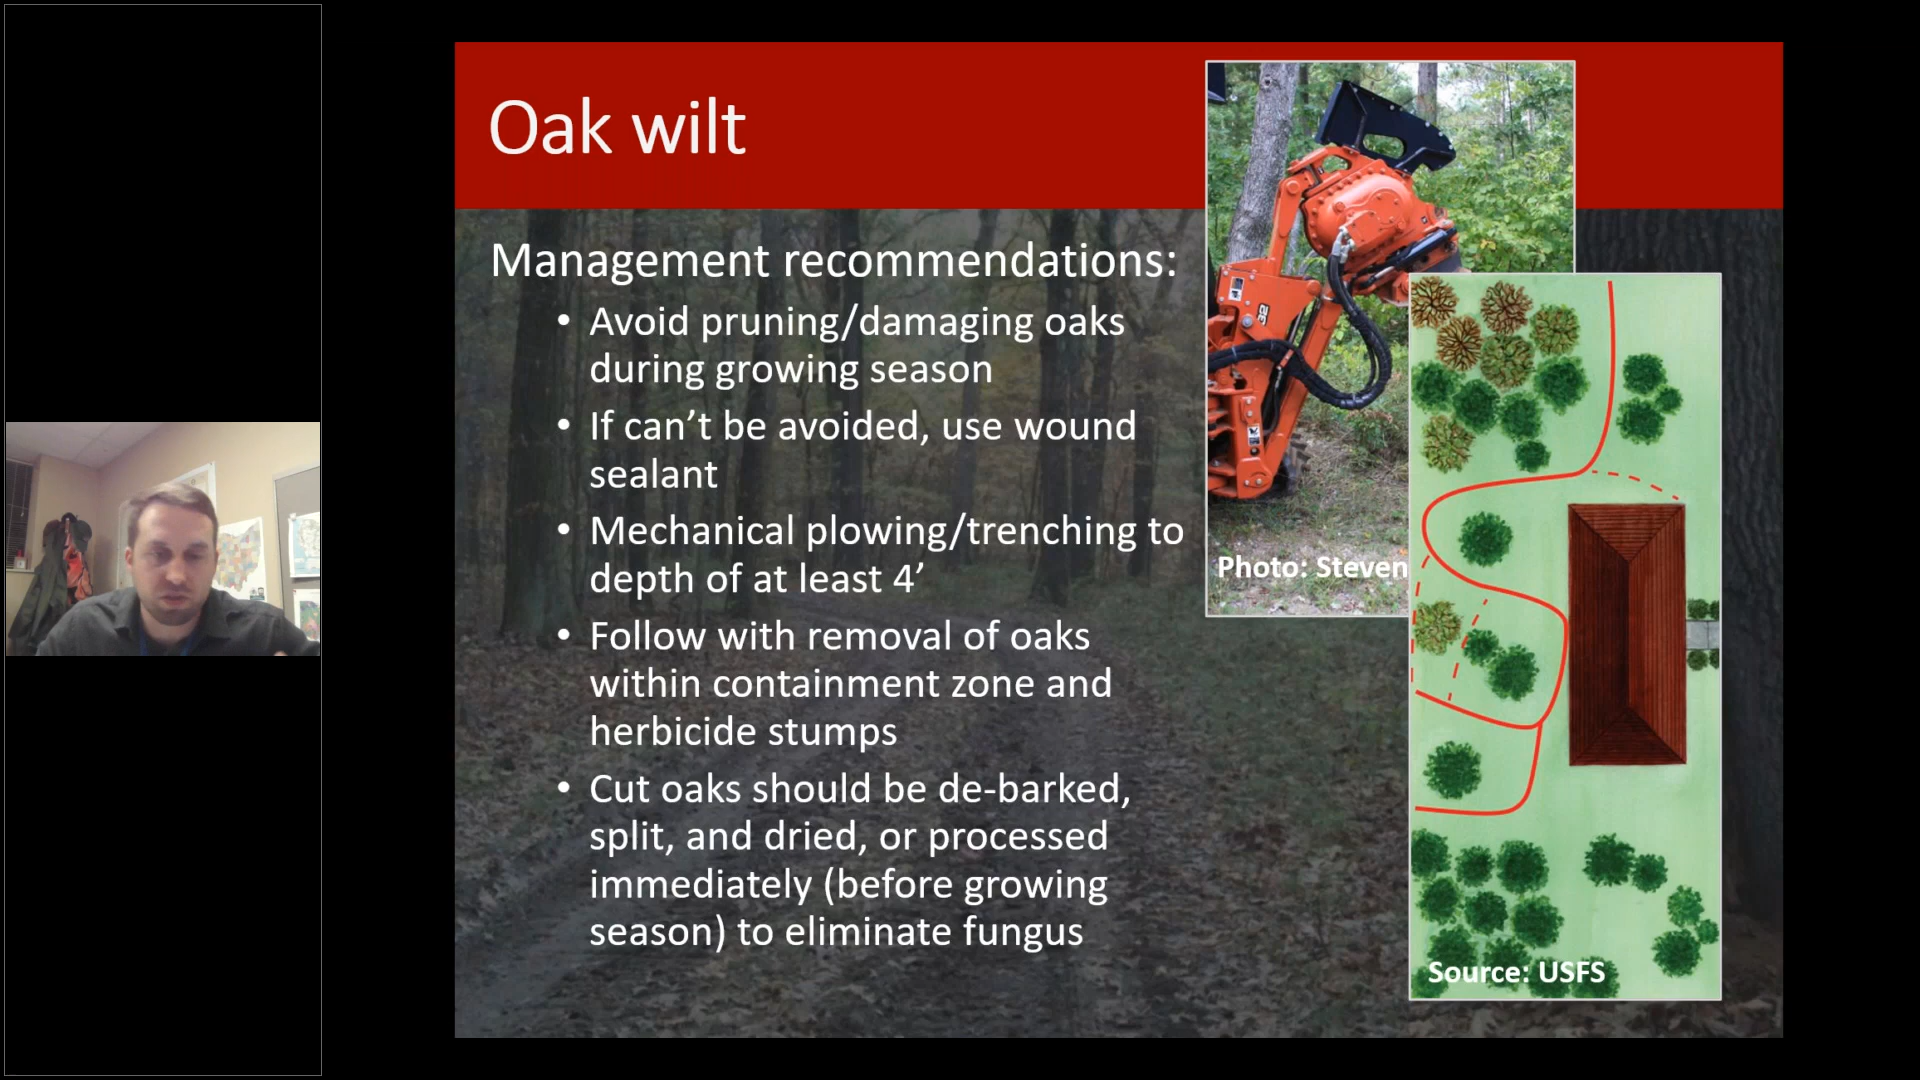 Oak wilt
Management recommendations:
• Avoid pruning/damaging oaks
during growing season
• If can’t be avoided, use wound
sealant
• Mechanical plowing/trenching to
depth of at least 4’
• Follow with removal of oaks
within containment zone and
herbicide stumps
• Cut oaks should be de-barked,
split, and dried, or processed
immediately (before growing
season) to eliminate fungus
Photo: Steven
Source: USFS